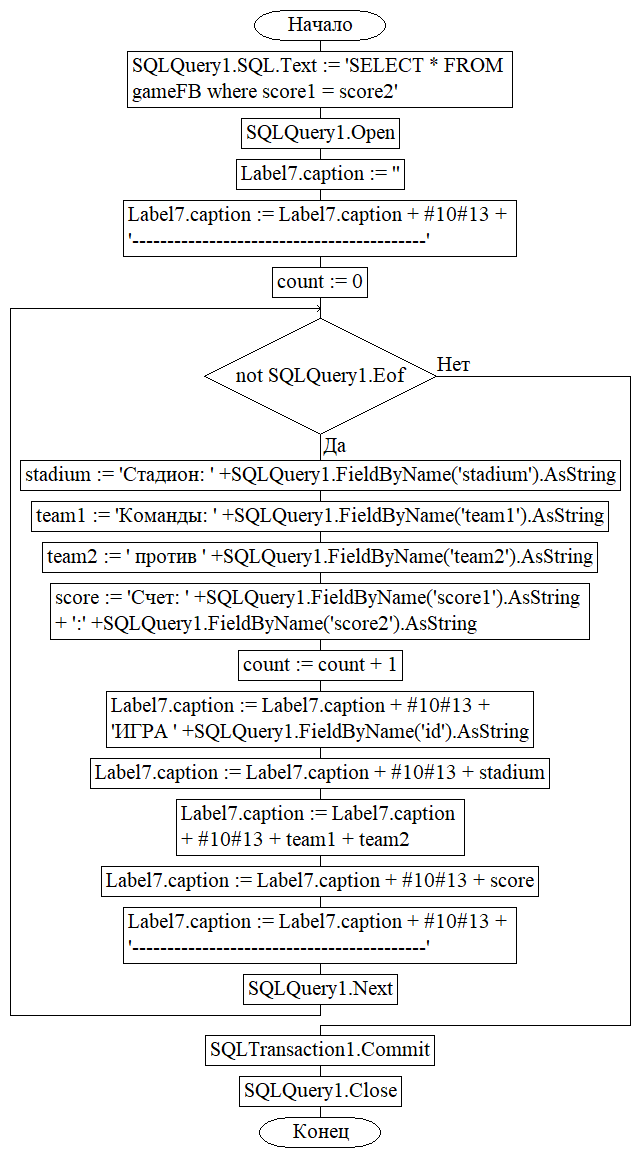 Начало
SQLQuery1.SQL.Text := 'SELECT * FROM
gameFB where score1 = score2'
SQLQuery1.Open
Label7.caption := ''
Label7.caption := Label7.caption + #10#13 +
'------------------------------------------'
count := 0
not SQLQuery1.Eof
Нет
Да
stadium := 'Стадион: ' +SQLQuery1.FieldByName('stadium').AsString
team1 := 'Команды: ' +SQLQuery1.FieldByName('team1').AsString
team2 := ' против ' +SQLQuery1.FieldByName('team2').AsString
score := 'Счет: ' +SQLQuery1.FieldByName('score1').AsString
+ ':' +SQLQuery1.FieldByName('score2').AsString
count := count + 1
Label7.caption := Label7.caption + #10#13 +
'ИГРА ' +SQLQuery1.FieldByName('id').AsString
Label7.caption := Label7.caption + #10#13 + stadium
Label7.caption := Label7.caption
+ #10#13 + team1 + team2
Label7.caption := Label7.caption + #10#13 + score
Label7.caption := Label7.caption + #10#13 +
'------------------------------------------'
SQLQuery1.Next
SQLTransaction1.Commit
SQLQuery1.Close
Конец